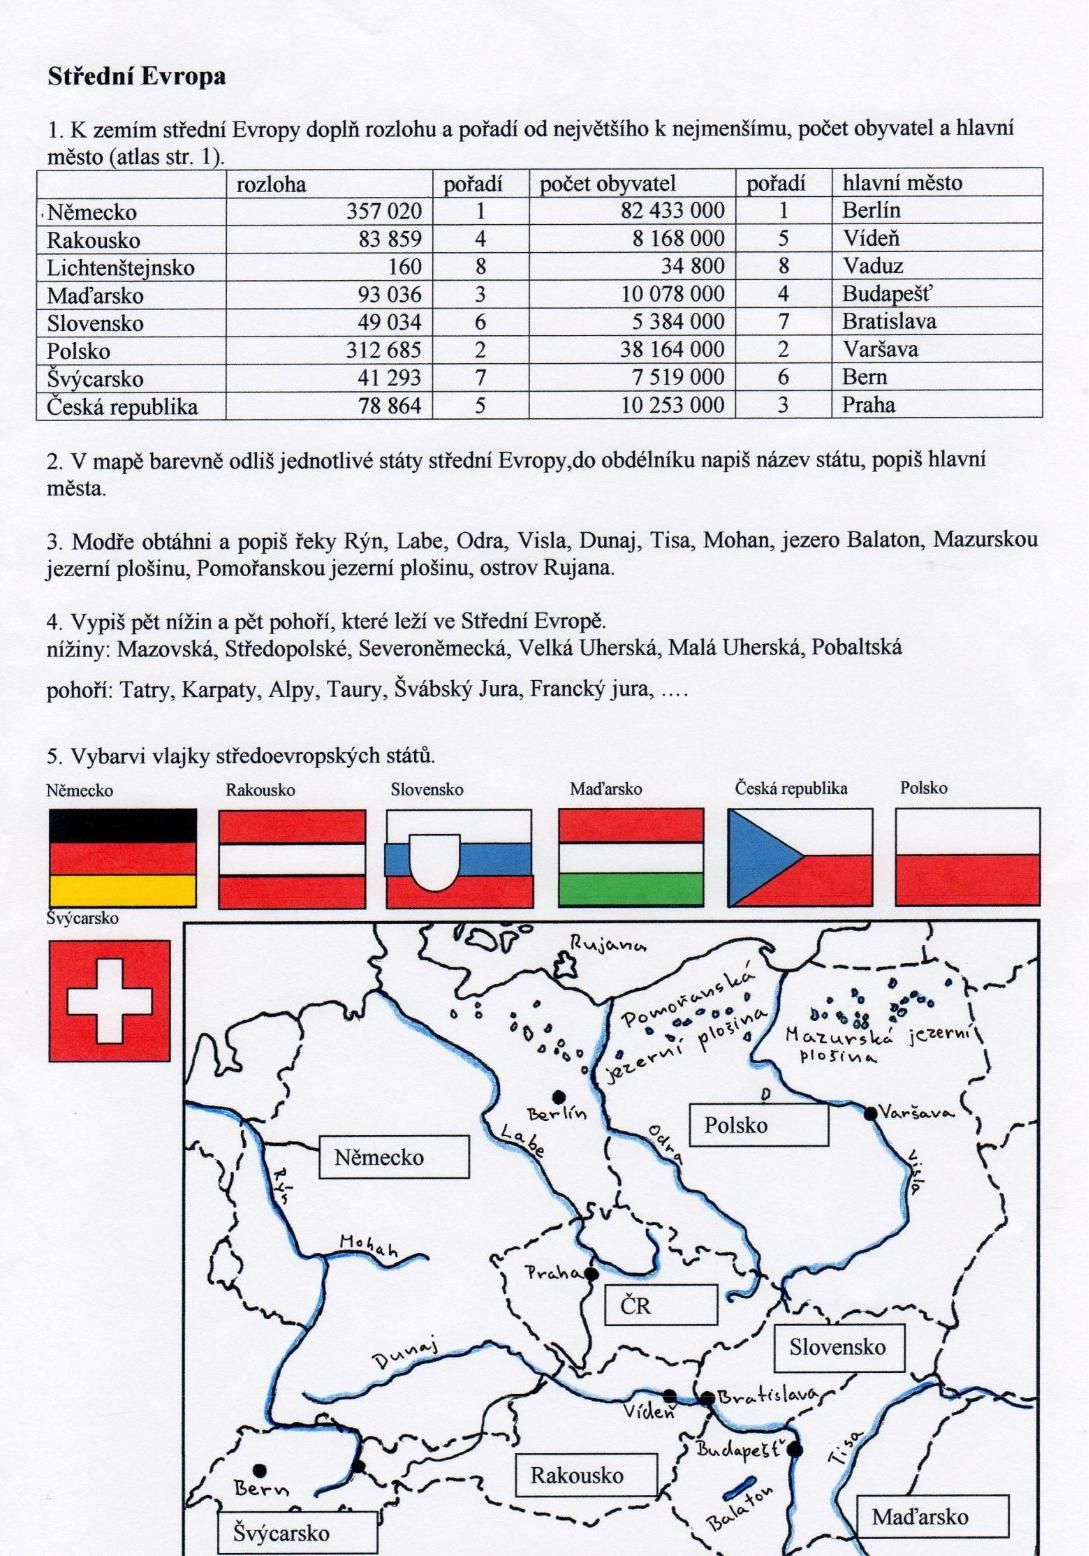 Střední Evropa
1. K zemím střední Evropy doplň rozlohu a pořadí od největšího k nejmenšímu, počet obyvatel a hlavní
město (atlas str. 1).
rozloha pořadí počet obyvatel pořadí hlavní město
Německo 357 020 1 82 433 000 1 Berlín
Rakousko 83 859 4 8 168 000 5 Vídeň
Lichtenštejnsko 160 8 34 800 8 Vaduz
Maďarsko 93 036 3 10 078 000 4 Budapešť
Slovensko 49 034 6 5 384 000 7 Bratislava
Polsko 312 685 2 38 164 000 2 Varšava
Švýcarsko 41 293 7 7 519 000 6 Bern
Česká republika 78 864 5 10 253 000 3 Praha
2. V mapě barevně odliš jednotlivé státy střední Evropy,do obdélníku napiš název státu, popiš hlavní
města.
3. Modře obtáhni a popiš řeky Rýn, Labe, Odra, Visla, Dunaj, Tisa, Mohan, jezero Balaton, Mazurskou
jezerní plošinu, Pomořanskou jezerní plošinu, ostrov Rujana.
4. Vypiš pět nížin a pět pohoří, které leží ve Střední Evropě.
nížiny: Mazovská, Středopolské, Severoněmecká, Velká Uherská, Malá Uherská, Pobaltská
pohoří: Tatry, Karpaty, Alpy, Taury, Švábský Jura, Francký jura, ….
5. Vybarvi vlajky středoevropských států.
Německo Rakousko Slovensko Maďarsko Česká republika Polsko
Švýcarsko
Rujana
Pomořanská
jezerní plošina
Mazurská jezerní
plošina
Berlín
Polsko
Varšava
Labe
Odra
Německo
Rýn
Visla
Mohan
Praha
ČR
Slovensko
Dunaj
Vídeň
Bratislava
Budapešť
Tisa
Bern
Rakousko
Balaton
Maďarsko
Švýcarsko